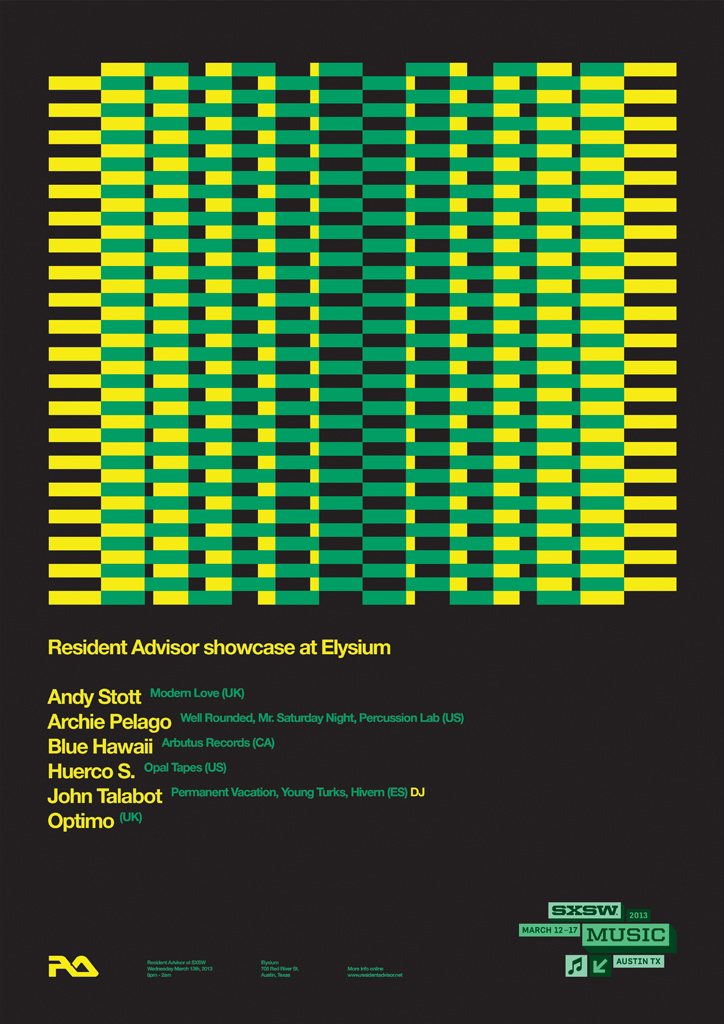 Resident Advisor showcase at Elysium
Andy Stott Modern Love (UK)
Archie Pelago Well Rounded, Mr. Saturday Night, Percussion Lab (US)
Blue Hawaii Arbutus Records (CA)
Huerco S. Opal Tapes (US)
John Talabot Permanent Vacation, Young Turks, Hivern (ES) DJ
Optimo (UK)
SXSW. 2013
MARCH 12–17 MUSIC
AUSTIN TX
RA
Resident Advisor at SXSW
Wednesday March 13th, 2013
8pm - 2am
Elysium
705 Red River St.
Austin, Texas
More info online
www.residentadvisor.net